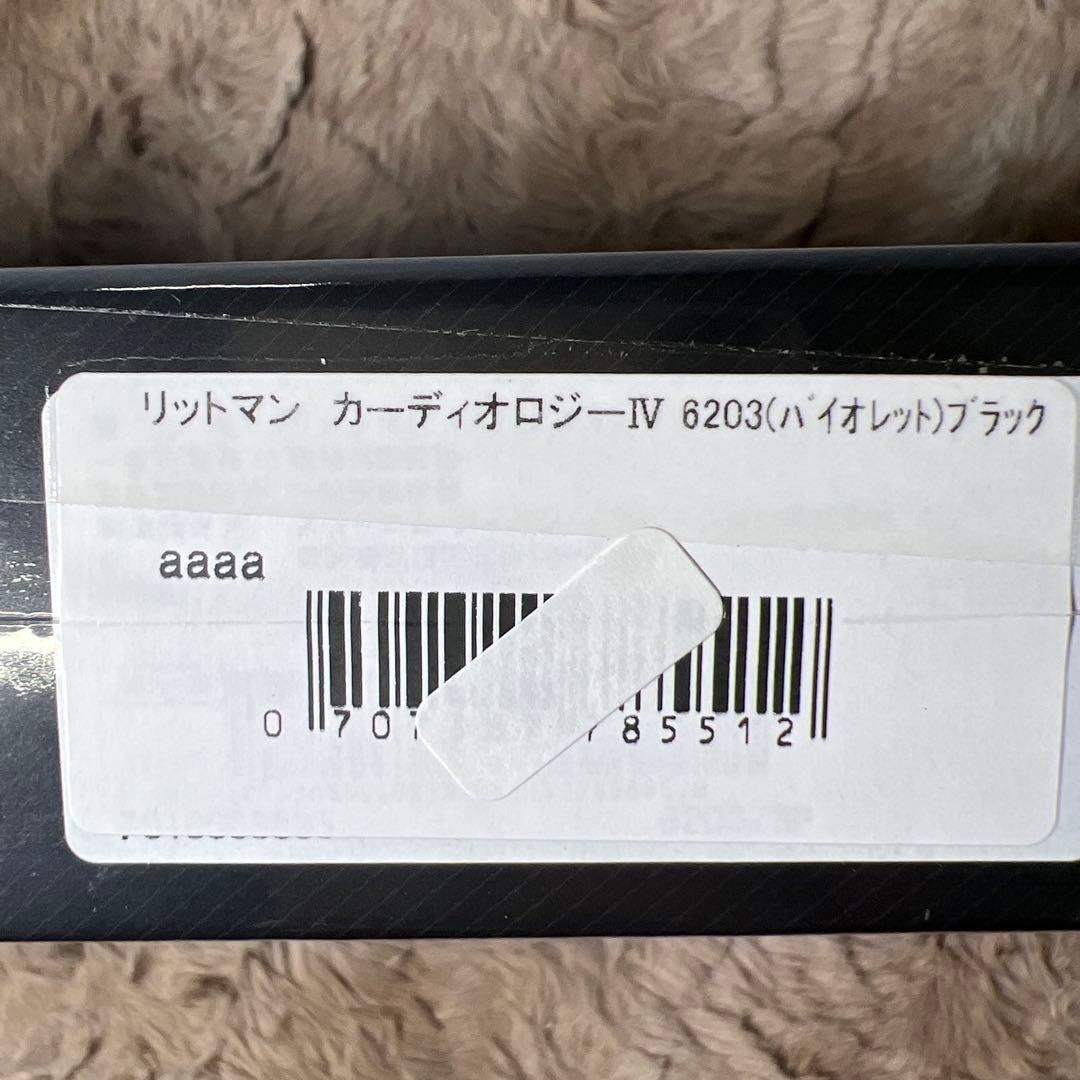 リットマン　カーディオロジーⅣ 6203(ﾊﾞｲｵﾚｯﾄ)ﾌﾞﾗｯｸ
aaaa
0 70 85512